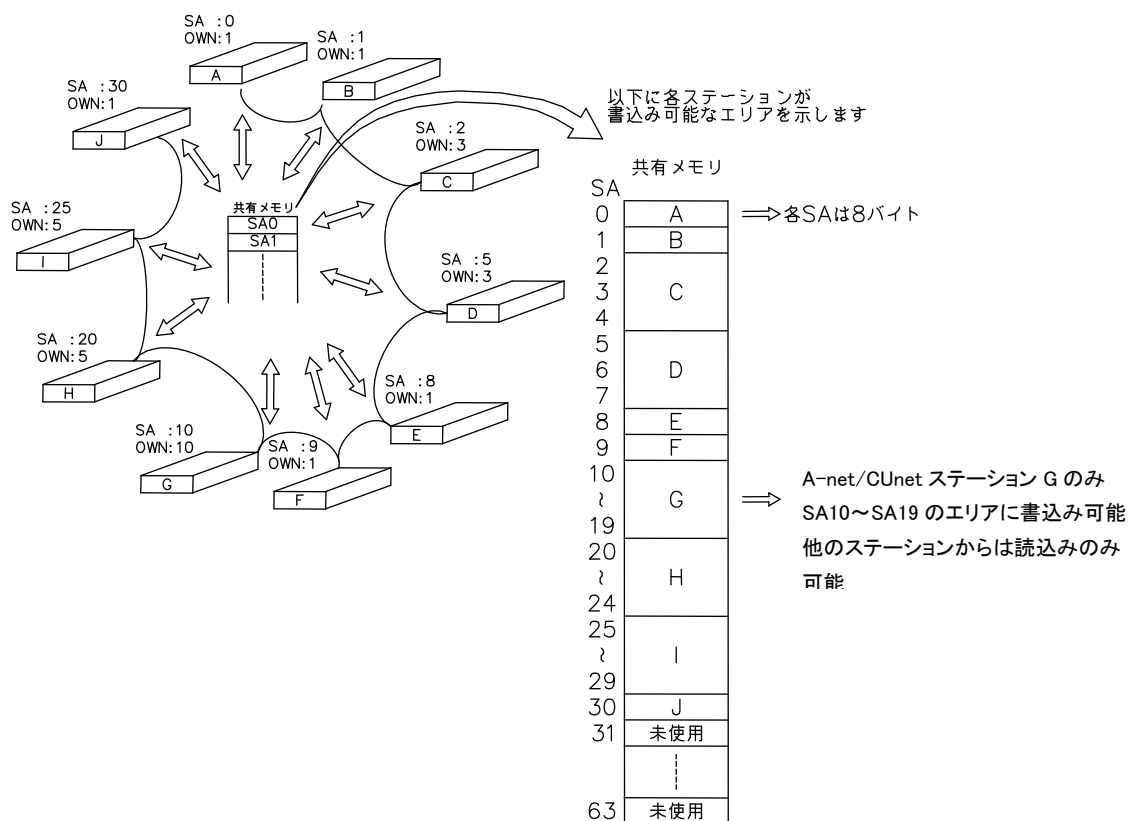 SA :0
OWN:1
A
SA :1
OWN:1
B
SA :30
OWN:1
J
SA :2
OWN:3
C
SA :25
OWN:5
I
SA :5
OWN:3
D
SA :20
OWN:5
H
SA :8
OWN:1
E
SA :10
OWN:10
G
SA :9
OWN:1
F
共有メモリ
SA0
SA1
以下に各ステーションが
書込み可能なエリアを示します
共有メモリ
SA
0 A ⇒各SAは8バイト
1 B
2
3 C
4
5
6 D
7
8 E
9 F
10
~ G
19
20
~ H
24
25
~ I
29
30 J
31 未使用
63 未使用
A-net/CUnet ステーション G のみ
SA10~SA19 のエリアに書込み可能
他のステーションからは読込みのみ
可能